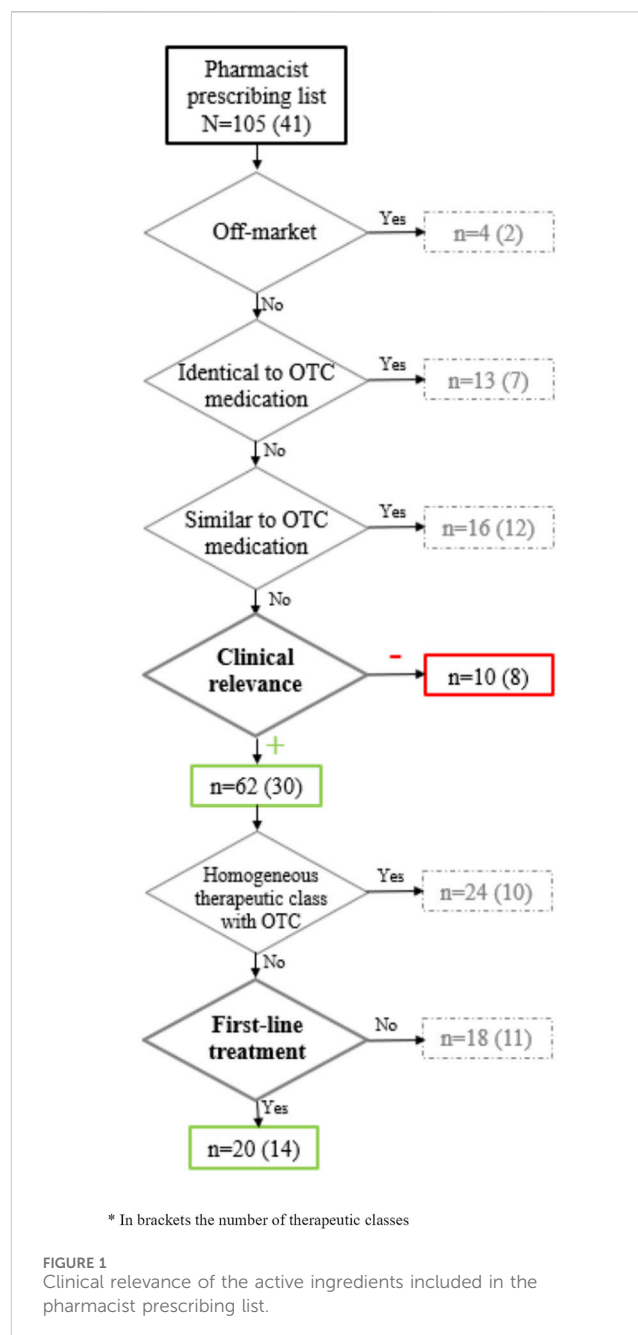 Pharmacist
prescribing list
N=105 (41)
Off-market
Yes
n=4 (2)
No
Identical to OTC
medication
Yes
n=13 (7)
No
Similar to OTC
medication
Yes
n=16 (12)
No
Clinical
relevance
-
n=10 (8)
+
n=62 (30)
Homogeneous
therapeutic class
with OTC
Yes
n=24 (10)
No
First-line
treatment
No
n=18 (11)
Yes
n=20 (14)
* In brackets the number of therapeutic classes
FIGURE 1
Clinical relevance of the active ingredients included in the
pharmacist prescribing list.